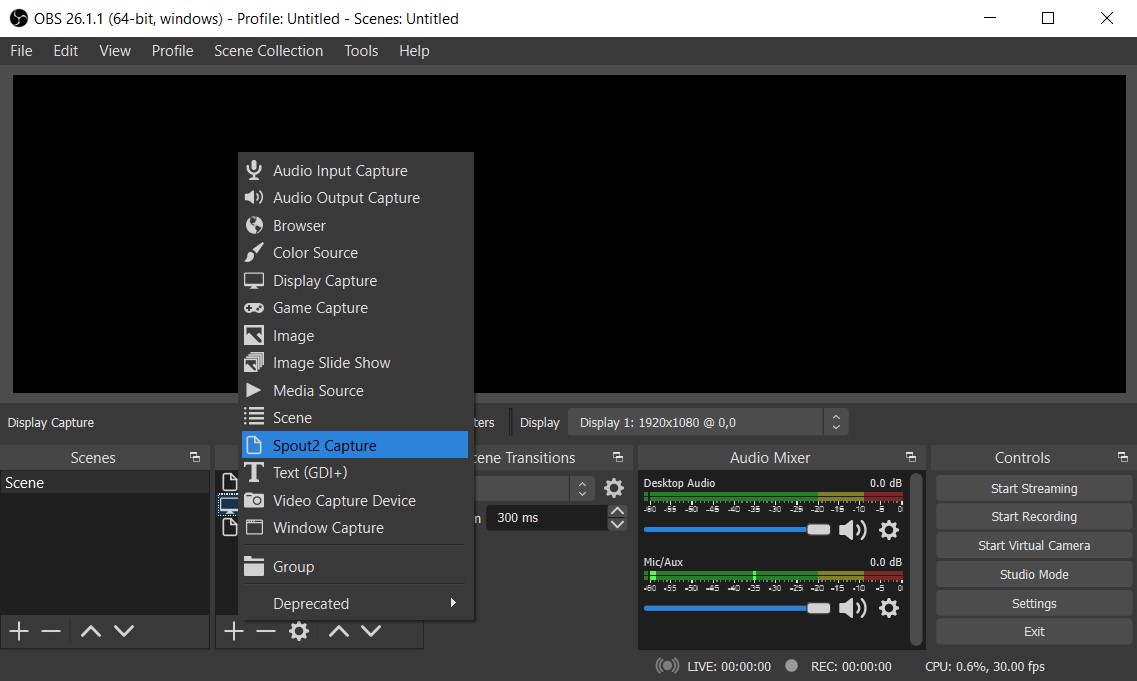 OBS 26.1.1 (64-bit, windows) - Profile: Untitled - Scenes: Untitled
File Edit View Profile Scene Collection Tools Help
Audio Input Capture
Audio Output Capture
Browser
Color Source
Display Capture
Game Capture
Image
Image Slide Show
Media Source
Scene
Spout2 Capture
Text (GDI+)
Video Capture Device
Window Capture
Group
Deprecated
Display Capture
ters Display Display 1: 1920x1080 @ 0,0
Scenes
Scene
cene Transitions
n 300 ms
Audio Mixer
Desktop Audio 0.0 dB
-60 -55 -50 -45 -40 -35 -30 -25 -20 -15 -10 -5 0
Mic/Aux 0.0 dB
-60 -55 -50 -45 -40 -35 -30 -25 -20 -15 -10 -5 0
Controls
Start Streaming
Start Recording
Start Virtual Camera
Studio Mode
Settings
Exit
LIVE: 00:00:00 REC: 00:00:00 CPU: 0.6%, 30.00 fps